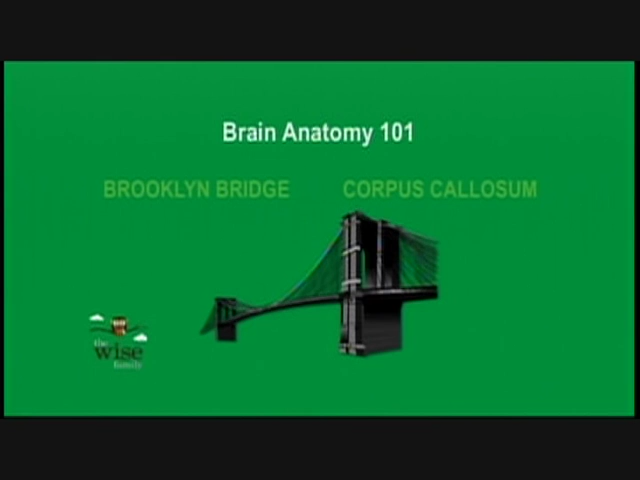 Brain Anatomy 101
BROOKLYN BRIDGE CORPUS CALLOSUM
the
wise
family